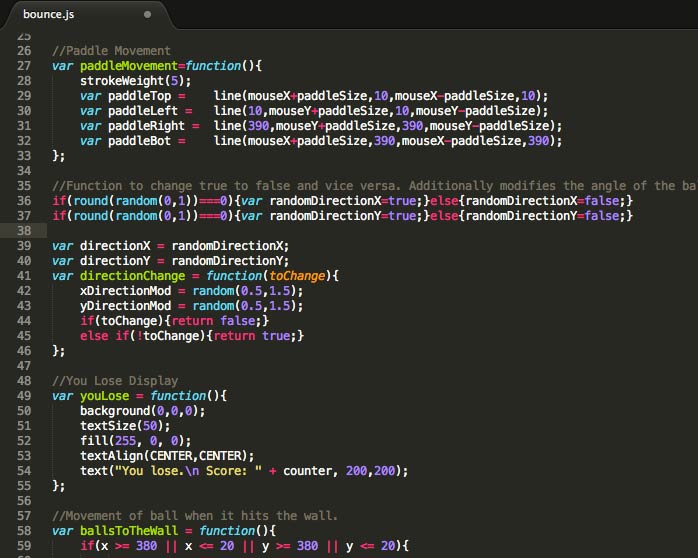 bounce.js
25
26 //Paddle Movement
27 var paddleMovement=function(){
28     strokeWeight(5);
29     var paddleTop =    line(mouseX+paddleSize,10,mouseX-paddleSize,10);
30     var paddleLeft =   line(10,mouseY+paddleSize,10,mouseY-paddleSize);
31     var paddleRight =  line(390,mouseY+paddleSize,390,mouseY-paddleSize);
32     var paddleBot =    line(mouseX+paddleSize,390,mouseX-paddleSize,390);
33 };
34
35 //Function to change true to false and vice versa. Additionally modifies the angle of the ba
36 if(round(random(0,1))===0){var randomDirectionX=true;}else{randomDirectionX=false;}
37 if(round(random(0,1))===0){var randomDirectionY=true;}else{randomDirectionY=false;}
38
39 var directionX = randomDirectionX;
40 var directionY = randomDirectionY;
41 var directionChange = function(toChange){
42     xDirectionMod = random(0.5,1.5);
43     yDirectionMod = random(0.5,1.5);
44     if(toChange){return false;}
45     else if(!toChange){return true;}
46 };
47
48 //You Lose Display
49 var youLose = function(){
50     background(0,0,0);
51     textSize(50);
52     fill(255, 0, 0);
53     textAlign(CENTER,CENTER);
54     text("You lose.\n Score: " + counter, 200,200);
55 };
56
57 //Movement of ball when it hits the wall.
58 var ballsToTheWall = function(){
59     if(x >= 380 || x <= 20 || y >= 380 || y <= 20){